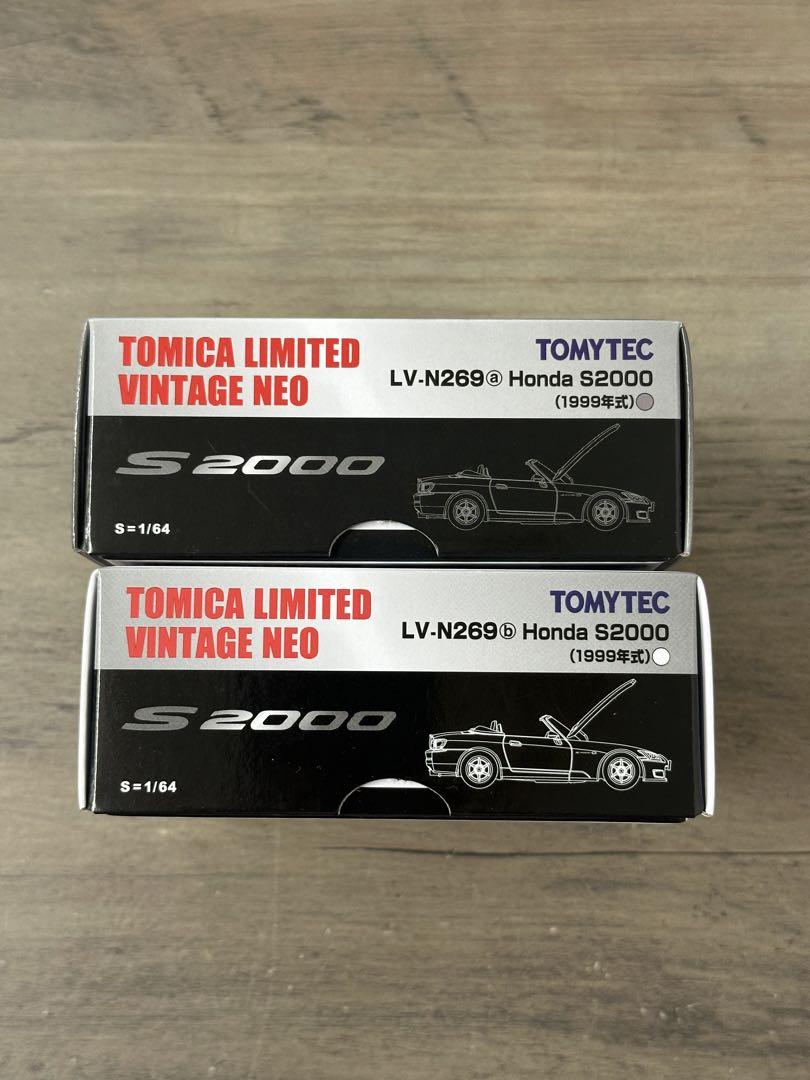 TOMICA LIMITED
VINTAGE NEO
TOMYTEC
LV-N269ⓐ Honda S2000
(1999年式)
S2000
S=1/64
TOMICA LIMITED
VINTAGE NEO
TOMYTEC
LV-N269ⓑ Honda S2000
(1999年式)
S2000
S=1/64